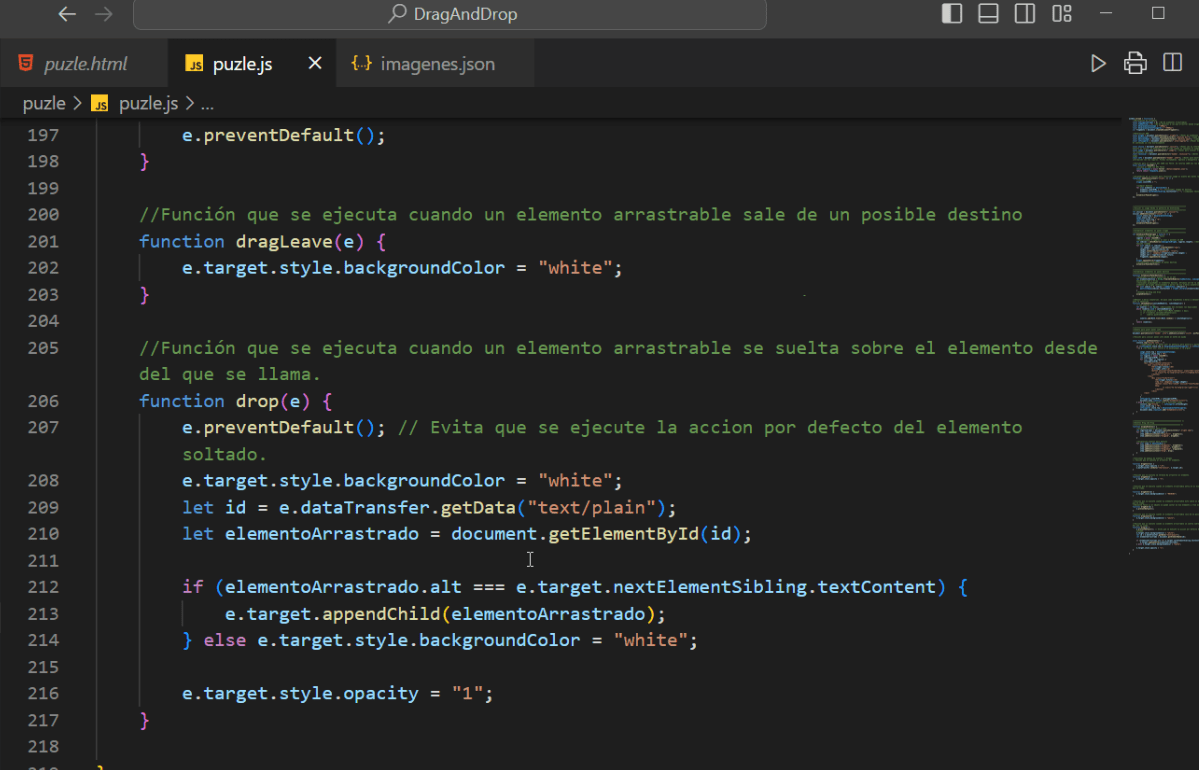 DragAndDrop
puzle.html
JS puzle.js
{··} imagenes.json
puzle > JS puzle.js > ...
197 e.preventDefault();
198 }
199
200 //Función que se ejecuta cuando un elemento arrastrable sale de un posible destino
201 function dragLeave(e) {
202 e.target.style.backgroundColor = "white";
203 }
204
205 //Función que se ejecuta cuando un elemento arrastrable se suelta sobre el elemento desde
del que se llama.
206 function drop(e) {
207 e.preventDefault(); // Evita que se ejecute la accion por defecto del elemento
soltado.
208 e.target.style.backgroundColor = "white";
209 let id = e.dataTransfer.getData("text/plain");
210 let elementoArrastrado = document.getElementById(id);
211
212 if (elementoArrastrado.alt === e.target.nextElementSibling.textContent) {
213 e.target.appendChild(elementoArrastrado);
214 } else e.target.style.backgroundColor = "white";
215
216 e.target.style.opacity = "1";
217 }
218